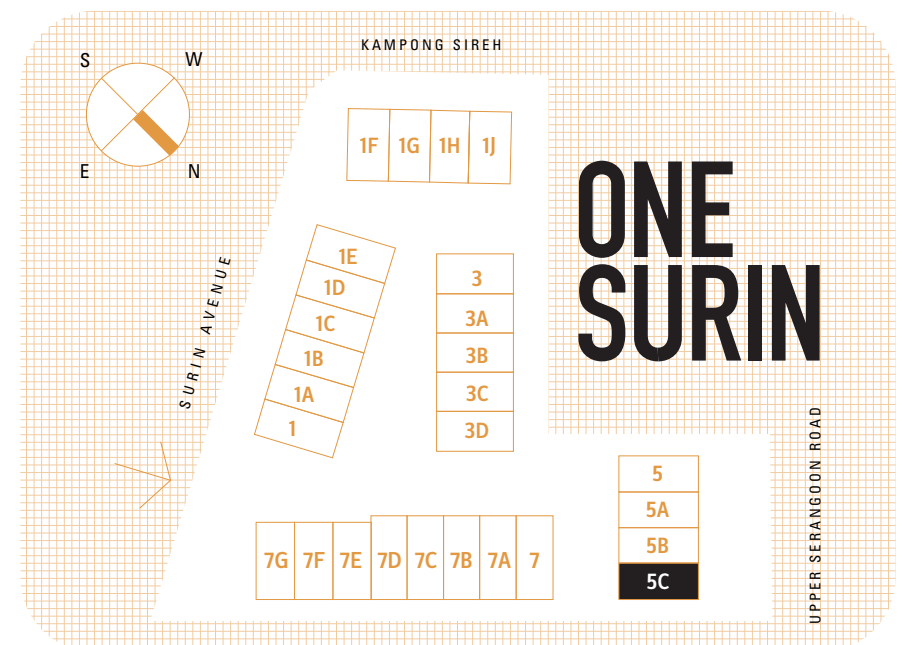 KAMPONG SIREH
S W
E N
1F 1G 1H 1J
ONE
SURIN
SURIN AVENUE
1E
1D
1C
1B
1A
1
3
3A
3B
3C
3D
UPPER SERANGOON ROAD
5
5A
5B
5C
7G 7F 7E 7D 7C 7B 7A 7